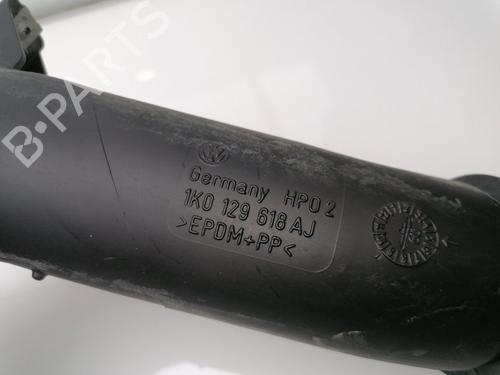 B-PARTS
Germany HPO 2
1K0 129 618 AJ
>EPDM+PP<